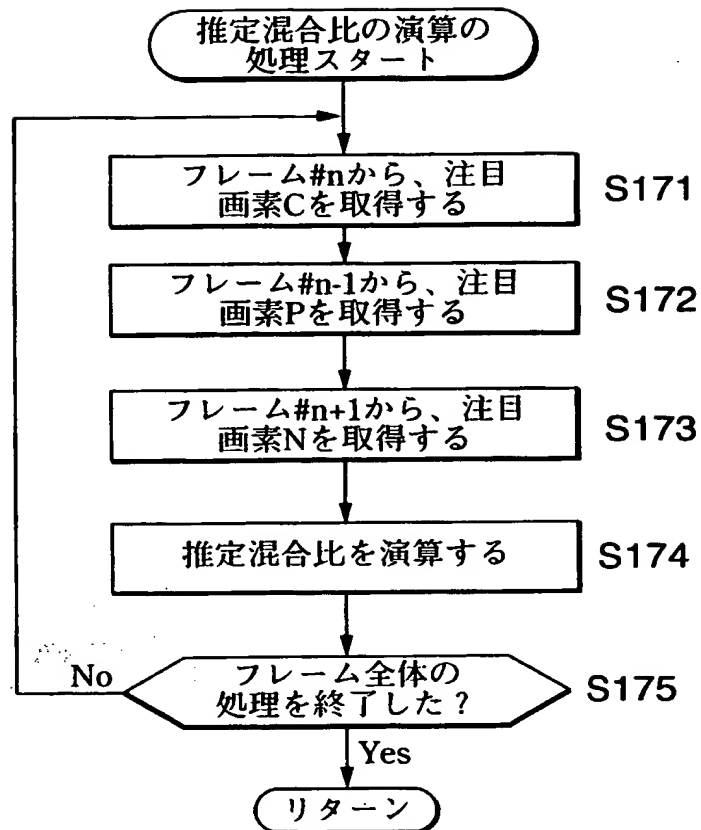 推定混合比の演算の
処理スタート
フレーム#nから、注目
画素Cを取得する
S171
フレーム#n-1から、注目
画素Pを取得する
S172
フレーム#n+1から、注目
画素Nを取得する
S173
推定混合比を演算する
S174
フレーム全体の
処理を終了した？
S175
No
Yes
リターン